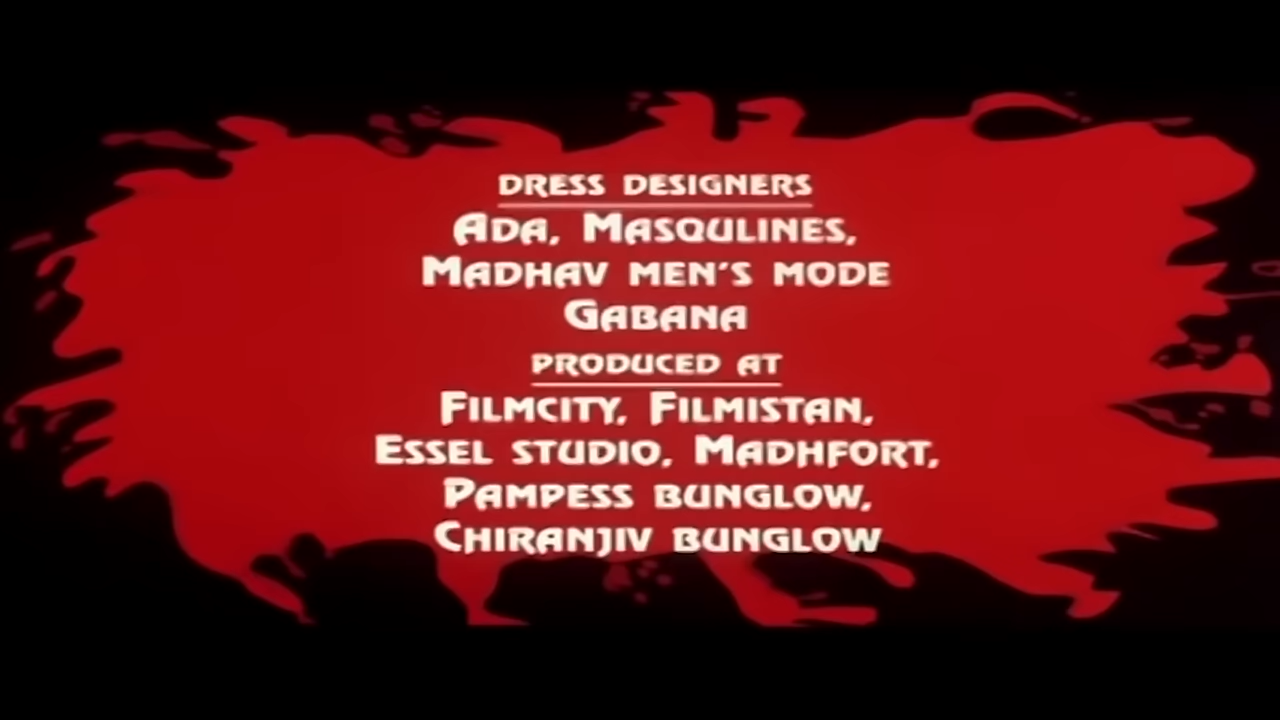 DRESS DESIGNERS
ADA, MASQULINES,
MADHAV MEN'S MODE
GABANA
PRODUCED AT
FILMCITY, FILMISTAN,
ESSEL STUDIO, MADHFORT,
PAMPESS BUNGLOW,
CHIRANJIV BUNGLOW